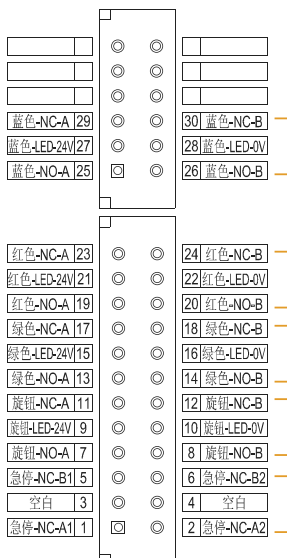 蓝色-NC-A 29 30 蓝色-NC-B
蓝色-LED-24V 27 28 蓝色-LED-0V
蓝色-NO-A 25 26 蓝色-NO-B
红色-NC-A 23 24 红色-NC-B
红色-LED-24V 21 22 红色-LED-0V
红色-NO-A 19 20 红色-NO-B
绿色-NC-A 17 18 绿色-NC-B
绿色-LED-24V 15 16 绿色-LED-0V
绿色-NO-A 13 14 绿色-NO-B
旋钮-NC-A 11 12 旋钮-NC-B
旋钮-LED-24V 9 10 旋钮-LED-0V
旋钮-NO-A 7 8 旋钮-NO-B
急停-NC-B1 5 6 急停-NC-B2
空白 3 4 空白
急停-NC-A1 1 2 急停-NC-A2